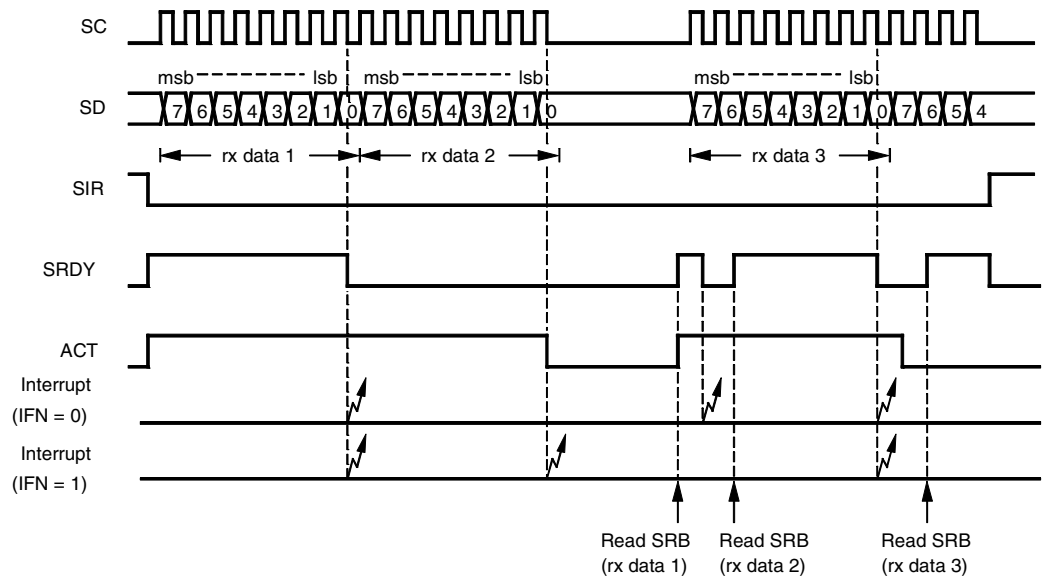 SC
msb lsb msb lsb msb lsb
SD 7 6 5 4 3 2 1 0 7 6 5 4 3 2 1 0 7 6 5 4 3 2 1 0 7 6 5 4
rx data 1 rx data 2 rx data 3
SIR
SRDY
ACT
Interrupt
(IFN = 0)
Interrupt
(IFN = 1)
Read SRB Read SRB Read SRB
(rx data 1) (rx data 2) (rx data 3)